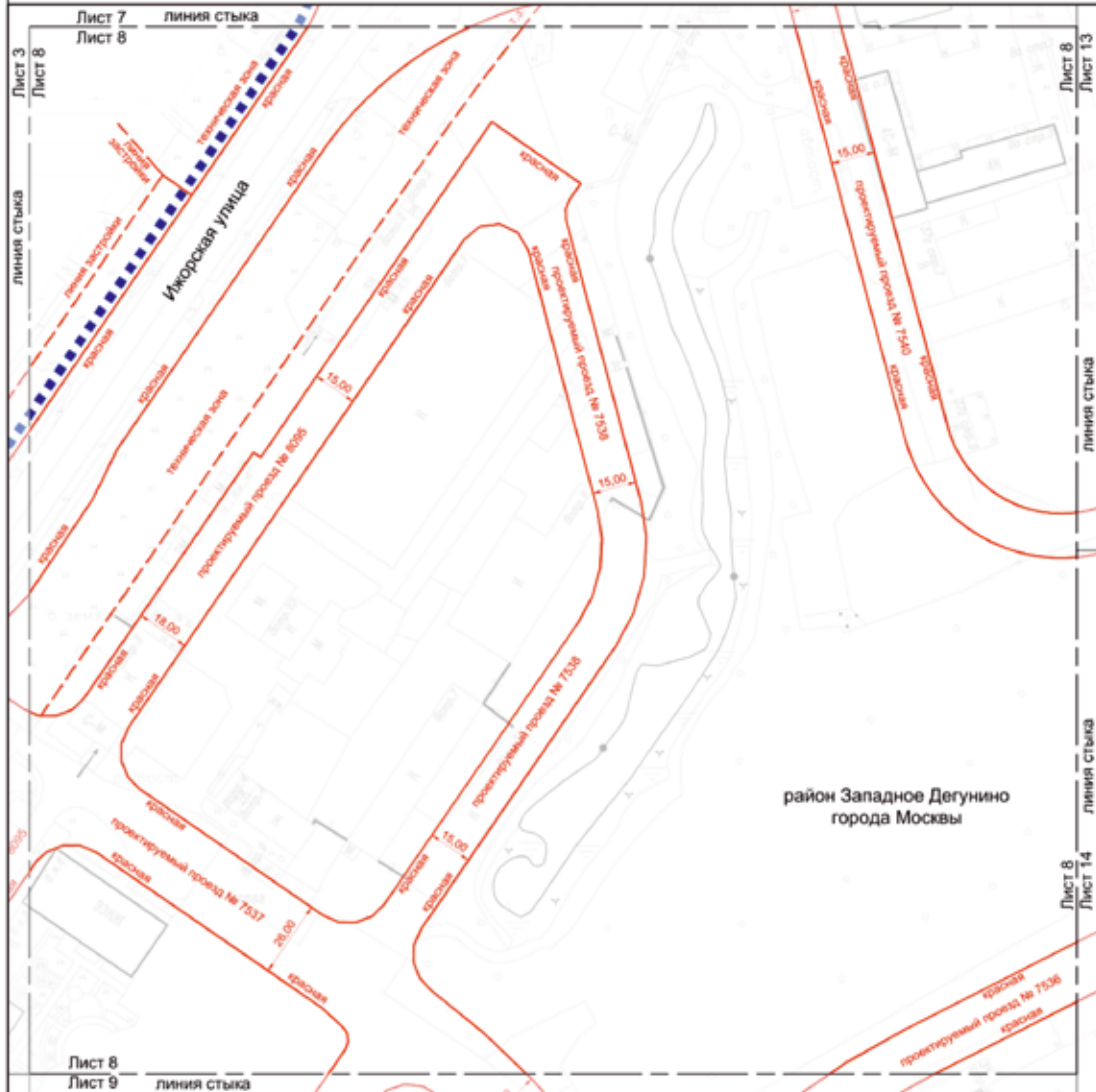 Лист 7 линия стыка
Лист 8
Лист 3
Лист 8
линия стыка
Лист 8
Лист 13
линия стыка
техническая зона
красная
линия
застройки
линия застройки
красная
Ижорская улица
красная
красная
красная
техническая зона
техническая зона
красная
красная
красная
15,00
проектируемый проезд № 8095
18,00
красная
красная
красная
красная
проектируемый проезд № 7538
15,00
проектируемый проезд № 7538
15,00
красная
красная
красная
красная
15,00
проектируемый проезд № 7540
красная
красная
район Западное Дегунино
города Москвы
линия стыка
Лист 8
Лист 14
8095
красная
проектируемый проезд № 7537
красная
26,00
красная
красная
проектируемый проезд № 7536
красная
Лист 8
Лист 9 линия стыка